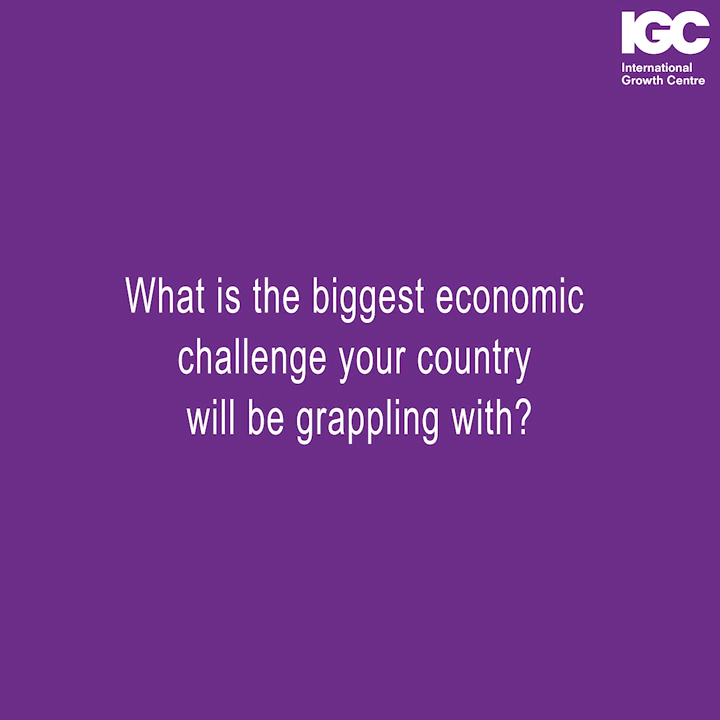 IGC
International
Growth Centre
What is the biggest economic
challenge your country
will be grappling with?